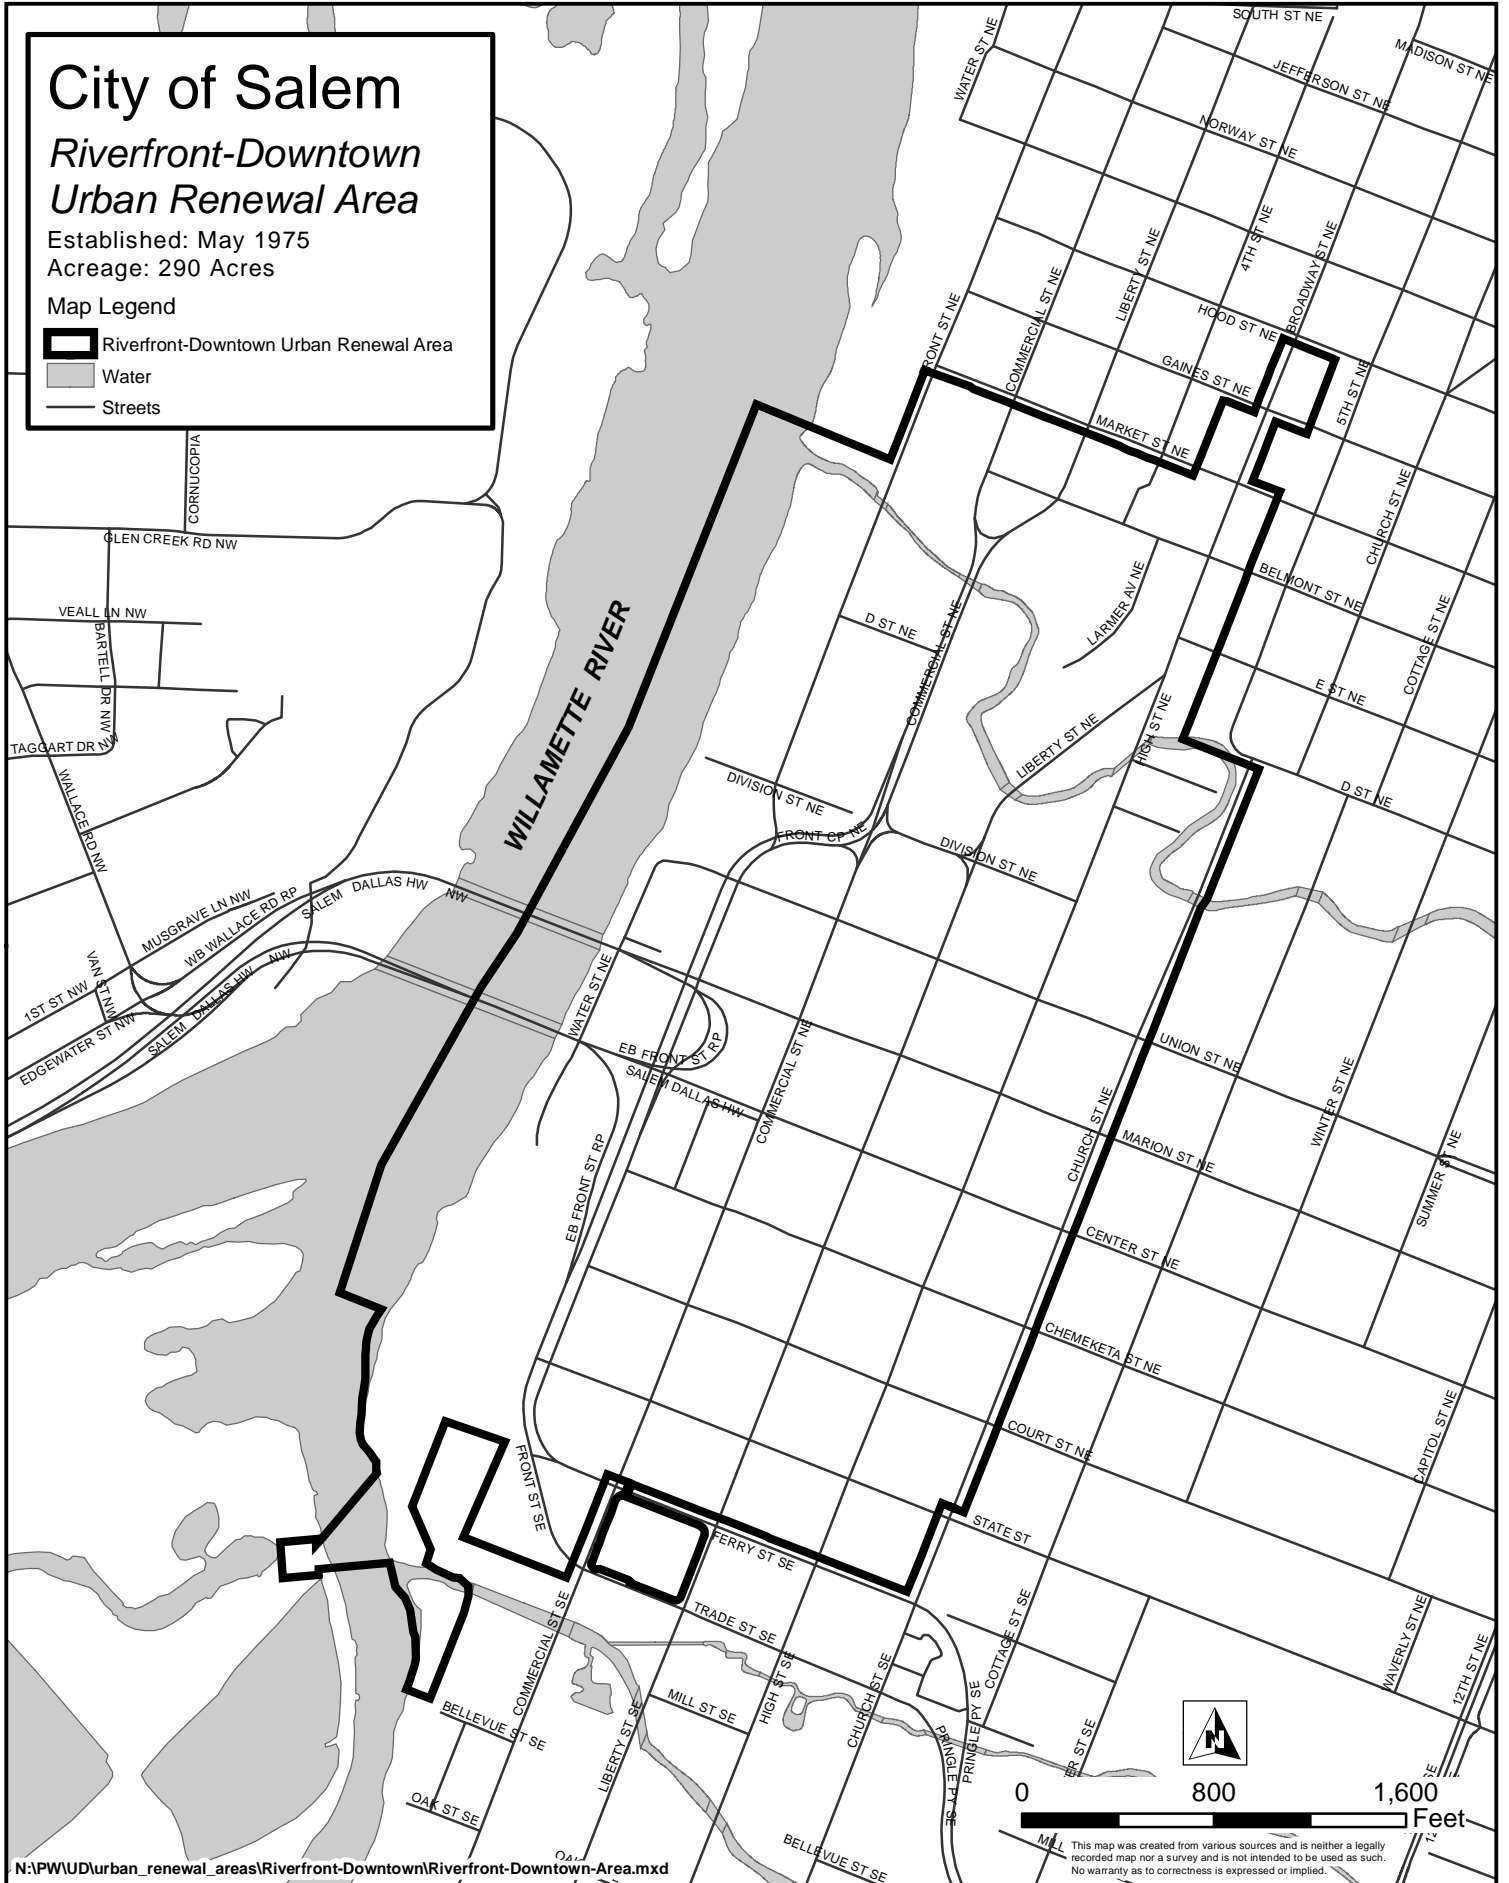 City of Salem
Riverfront-Downtown
Urban Renewal Area
Established: May 1975
Acreage: 290 Acres
Map Legend
Riverfront-Downtown Urban Renewal Area
Water
Streets
SOUTH ST NE
MADISON ST NE
WATER ST NE
JEFFERSON ST NE
NORWAY ST NE
4TH ST NE
BROADWAY ST NE
LIBERTY ST NE
COMMERCIAL ST NE
HOOD ST NE
RONT ST NE
GAINES ST NE
5TH ST NE
MARKET ST NE
CORNUCOPIA
CHURCH ST NE
GLEN CREEK RD NW
BELMONT ST NE
VEALL LN NW
BARTELL DR NW
D ST NE
LARMER AV NE
COTTAGE ST NE
COMMERCIAL ST NE
E ST NE
WILLAMETTE RIVER
HIGH ST NE
LIBERTY ST NE
TAGGART DR NW
WALLACE RD NW
DIVISION ST NE
D ST NE
FRONT CP NE
DIVISION ST NE
MUSGRAVE LN NW
WB WALLACE RD RP
SALEM DALLAS HW NW
VAN ST NW
1ST ST NW
EDGEWATER ST NW
SALEM DALLAS HW NW
WATER ST NE
EB FRONT ST RP
SALEM DALLAS HW
COMMERCIAL ST NE
UNION ST NE
WINTER ST NE
CHURCH ST NE
MARION ST NE
SUMMER ST NE
EB FRONT ST RP
CENTER ST NE
CHEMEKETA ST NE
COURT ST NE
CAPITOL ST NE
FRONT ST SE
STATE ST
FERRY ST SE
TRADE ST SE
COMMERCIAL ST SE
COTTAGE ST SE
WAVERLY ST NE
12TH ST NE
HIGH ST SE
CHURCH ST SE
MILL ST SE
LIBERTY ST SE
BELLEVUE ST SE
PRINGLE PY SE
PRINGLE PY SE
ER ST SE
SE
N
0 800 1,600
Feet
OAK ST SE
OAK
BELLEVUE ST SE
MILL
12
This map was created from various sources and is neither a legally
recorded map nor a survey and is not intended to be used as such.
No warranty as to correctness is expressed or implied.
N:\PW\UD\urban_renewal_areas\Riverfront-Downtown\Riverfront-Downtown-Area.mxd